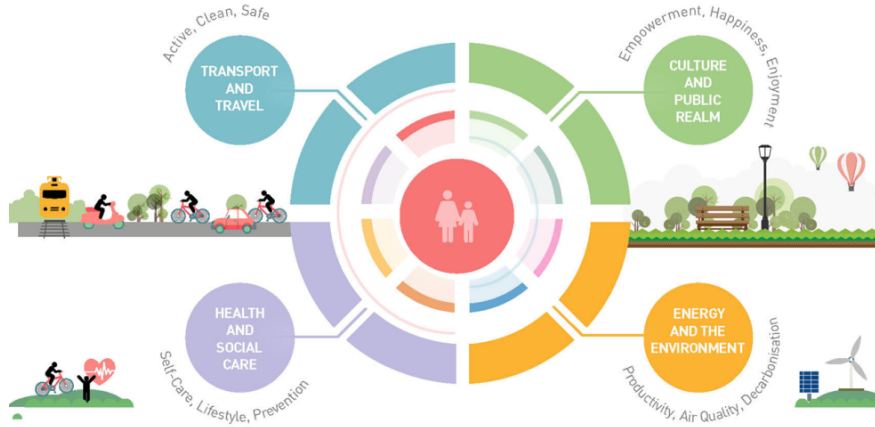 Active, Clean, Safe
TRANSPORT
AND
TRAVEL
Empowerment, Happiness, Enjoyment
CULTURE
AND
PUBLIC
REALM
HEALTH
AND
SOCIAL
CARE
Self-Care, Lifestyle, Prevention
ENERGY
AND THE
ENVIRONMENT
Productivity, Air Quality, Decarbonisation